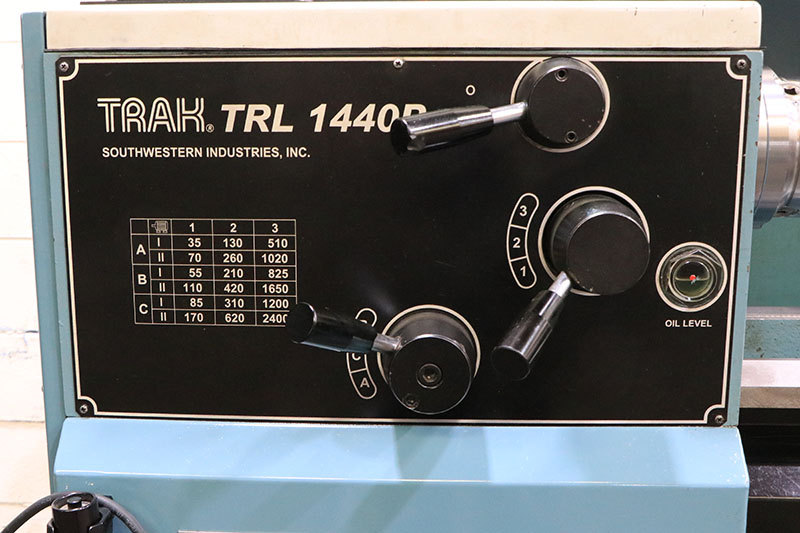 TRAK® TRL 1440
SOUTHWESTERN INDUSTRIES, INC.
O
3
2
1
1 2 3
A I 35 130 510
II 70 260 1020
B I 55 210 825
II 110 420 1650
C I 85 310 1200
II 170 620 2400
C
A
OIL LEVEL